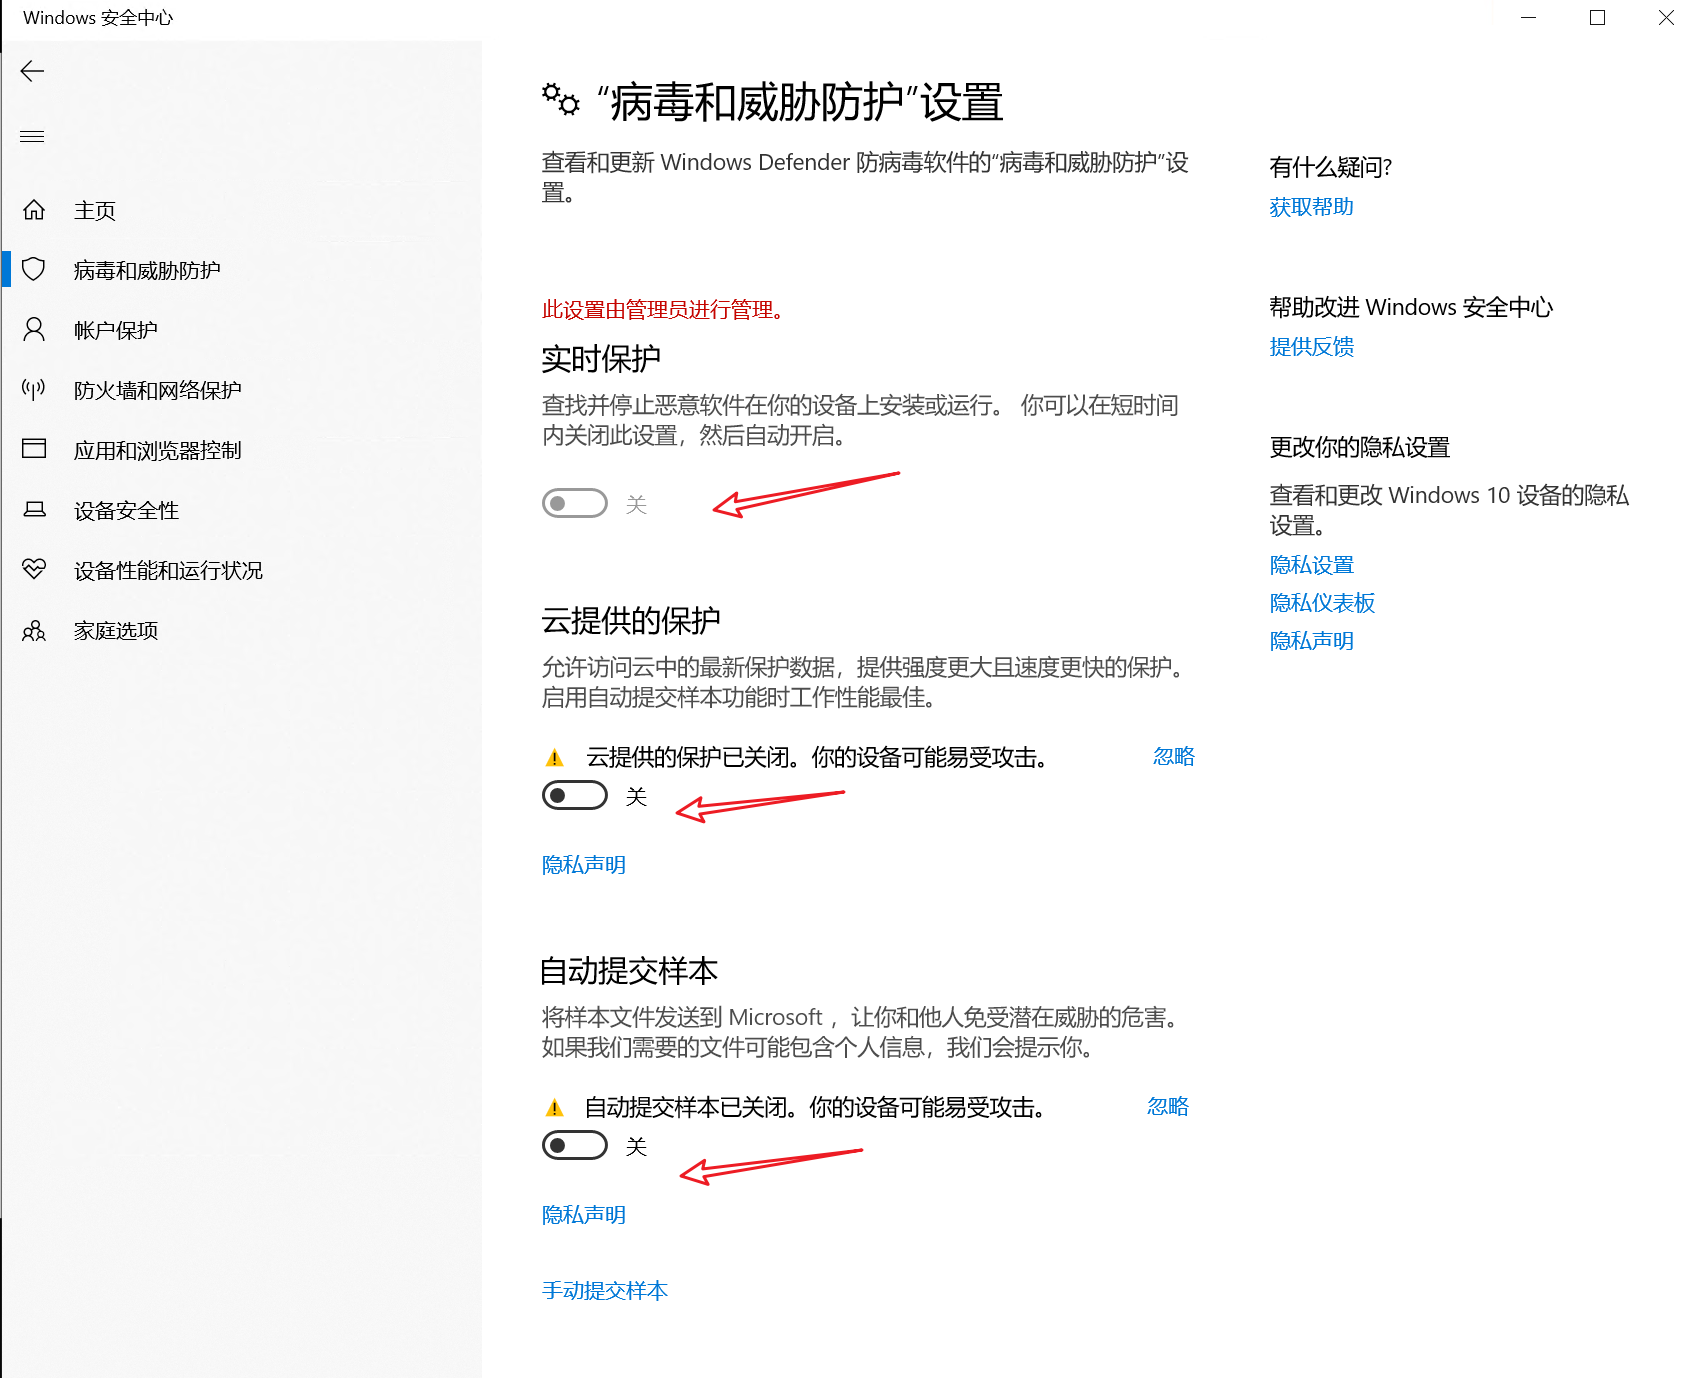 Windows 安全中心
主页
病毒和威胁防护
帐户保护
防火墙和网络保护
应用和浏览器控制
设备安全性
设备性能和运行状况
家庭选项
“病毒和威胁防护”设置
查看和更新 Windows Defender 防病毒软件的“病毒和威胁防护”设
置。
此设置由管理员进行管理。
实时保护
查找并停止恶意软件在你的设备上安装或运行。 你可以在短时间
内关闭此设置，然后自动开启。
关
云提供的保护
允许访问云中的最新保护数据，提供强度更大且速度更快的保护。
启用自动提交样本功能时工作性能最佳。
云提供的保护已关闭。你的设备可能易受攻击。 忽略
关
隐私声明
自动提交样本
将样本文件发送到 Microsoft ，让你和他人免受潜在威胁的危害。
如果我们需要的文件可能包含个人信息，我们会提示你。
自动提交样本已关闭。你的设备可能易受攻击。 忽略
关
隐私声明
手动提交样本
有什么疑问?
获取帮助
帮助改进 Windows 安全中心
提供反馈
更改你的隐私设置
查看和更改 Windows 10 设备的隐私
设置。
隐私设置
隐私仪表板
隐私声明